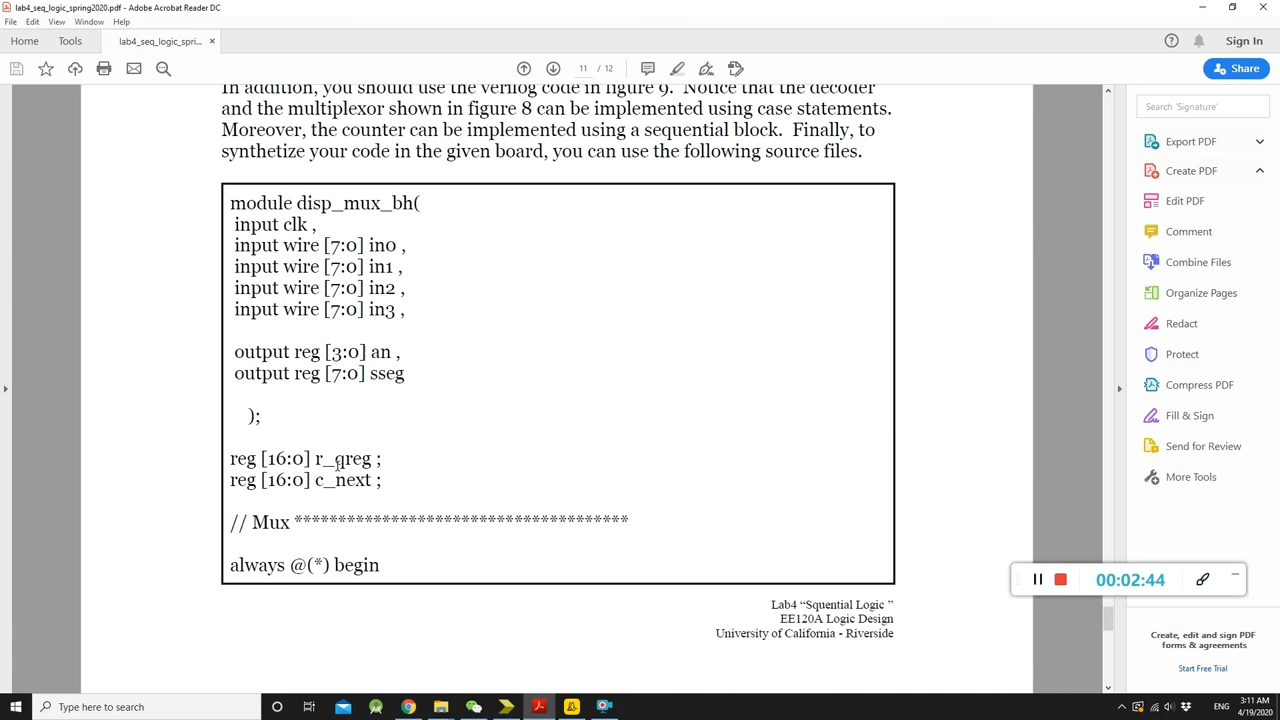 lab4_seq_logic_spring2020.pdf - Adobe Acrobat Reader DC
File Edit View Window Help
Home Tools lab4_seq_logic_spri... × Sign In
11 / 12 Share
In addition, you should use the verilog code in figure 9. Notice that the decoder
and the multiplexor shown in figure 8 can be implemented using case statements.
Moreover, the counter can be implemented using a sequential block. Finally, to
synthetize your code in the given board, you can use the following source files.
module disp_mux_bh(
input clk ,
input wire [7:0] in0 ,
input wire [7:0] in1 ,
input wire [7:0] in2 ,
input wire [7:0] in3 ,
output reg [3:0] an ,
output reg [7:0] sseg
);
reg [16:0] r_qreg ;
reg [16:0] c_next ;
// Mux **************************************
always @(*) begin
Lab4 “Squential Logic ”
EE120A Logic Design
University of California - Riverside
Search 'Signature'
Export PDF
Create PDF
Edit PDF
Comment
Combine Files
Organize Pages
Redact
Protect
Compress PDF
Fill & Sign
Send for Review
More Tools
00:02:44
Create, edit and sign PDF
forms & agreements
Start Free Trial
Type here to search
ENG
3:11 AM
4/19/2020